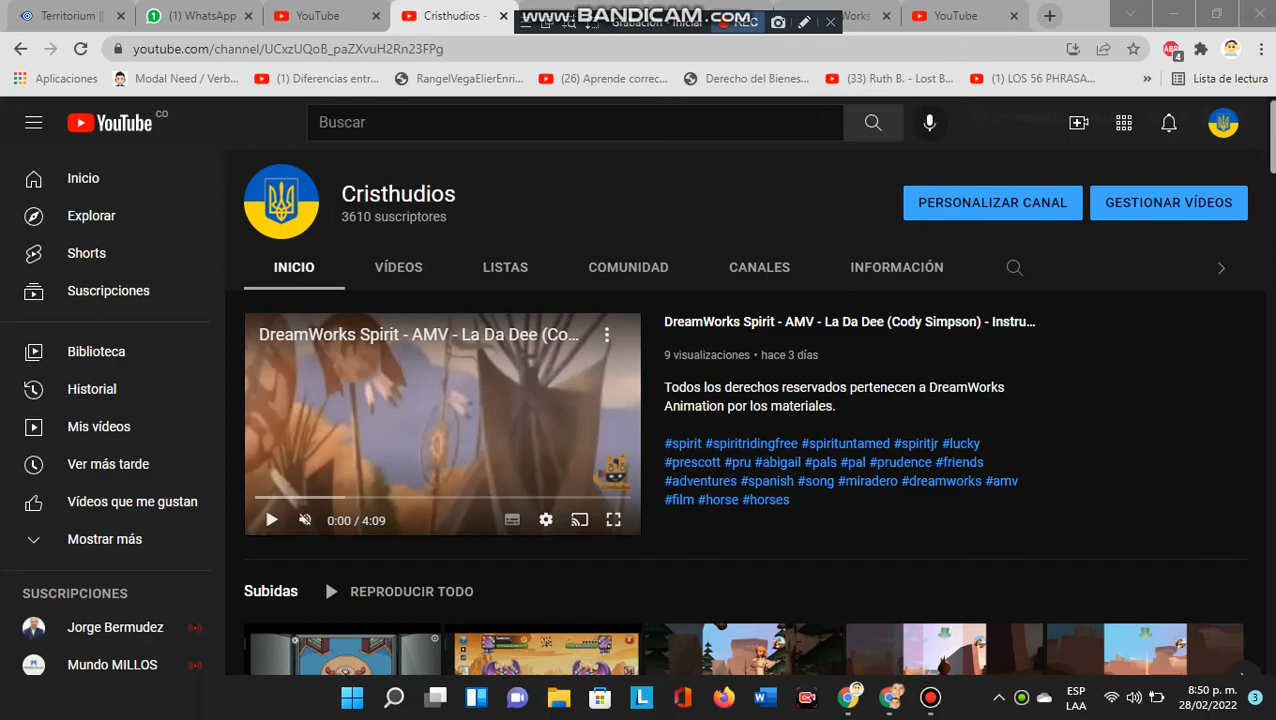 Territorium ||
(1) WhatsApp
YouTube
Cristhudios -
www.BANDICAM.com
REC
YouTube
youtube.com/channel/UCxzUQoB_paZXvuH2Rn23FPg
ABP
4
Aplicaciones
Modal Need / Verb...
(1) Diferencias entr...
RangelVegaElierEnri...
(26) Aprende correc...
Derecho del Bienes...
(33) Ruth B. - Lost B...
(1) LOS 56 PHRASA...
»
Lista de lectura
YouTube CO
Buscar
Inicio
Explorar
Shorts
Suscripciones
Biblioteca
Historial
Mis vídeos
Ver más tarde
Vídeos que me gustan
Mostrar más
SUSCRIPCIONES
Jorge Bermudez
Mundo MILLOS
Cristhudios
3610 suscriptores
PERSONALIZAR CANAL
GESTIONAR VÍDEOS
INICIO
VÍDEOS
LISTAS
COMUNIDAD
CANALES
INFORMACIÓN
DreamWorks Spirit - AMV - La Da Dee (Co...
Cristhudios
0:00 / 4:09
DreamWorks Spirit - AMV - La Da Dee (Cody Simpson) - Instru...
9 visualizaciones • hace 3 días
Todos los derechos reservados pertenecen a DreamWorks
Animation por los materiales.
#spirit #spiritridingfree #spirituntamed #spiritjr #lucky
#prescott #pru #abigail #pals #pal #prudence #friends
#adventures #spanish #song #miradero #dreamworks #amv
#film #horse #horses
Subidas
REPRODUCIR TODO
ESP
LAA
8:50 p. m.
28/02/2022
3